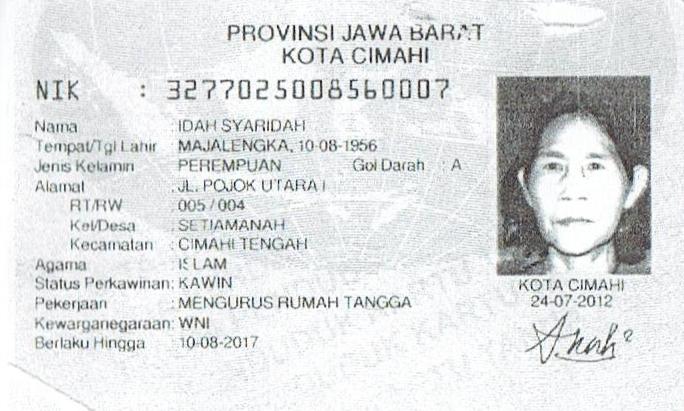 PROVINSI JAWA BARAT
KOTA CIMAHI
NIK : 3277025008560007
Nama : IDAH SYARIDAH
Tempat/Tgl Lahir : MAJALENGKA, 10-08-1956
Jenis Kelamin : PEREMPUAN Gol Darah : A
Alamat : JL. POJOK UTARA I
RT/RW : 005 / 004
Kel/Desa : SETIAMANAH
Kecamatan : CIMAHI TENGAH
Agama : ISLAM
Status Perkawinan: KAWIN
Pekerjaan : MENGURUS RUMAH TANGGA
Kewarganegaraan: WNI
Berlaku Hingga : 10-08-2017
KOTA CIMAHI
24-07-2012